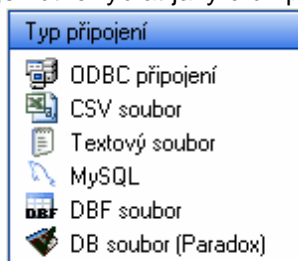 Typ připojení
ODBC připojení
CSV soubor
Textový soubor
MySQL
DBF soubor
DB soubor (Paradox)